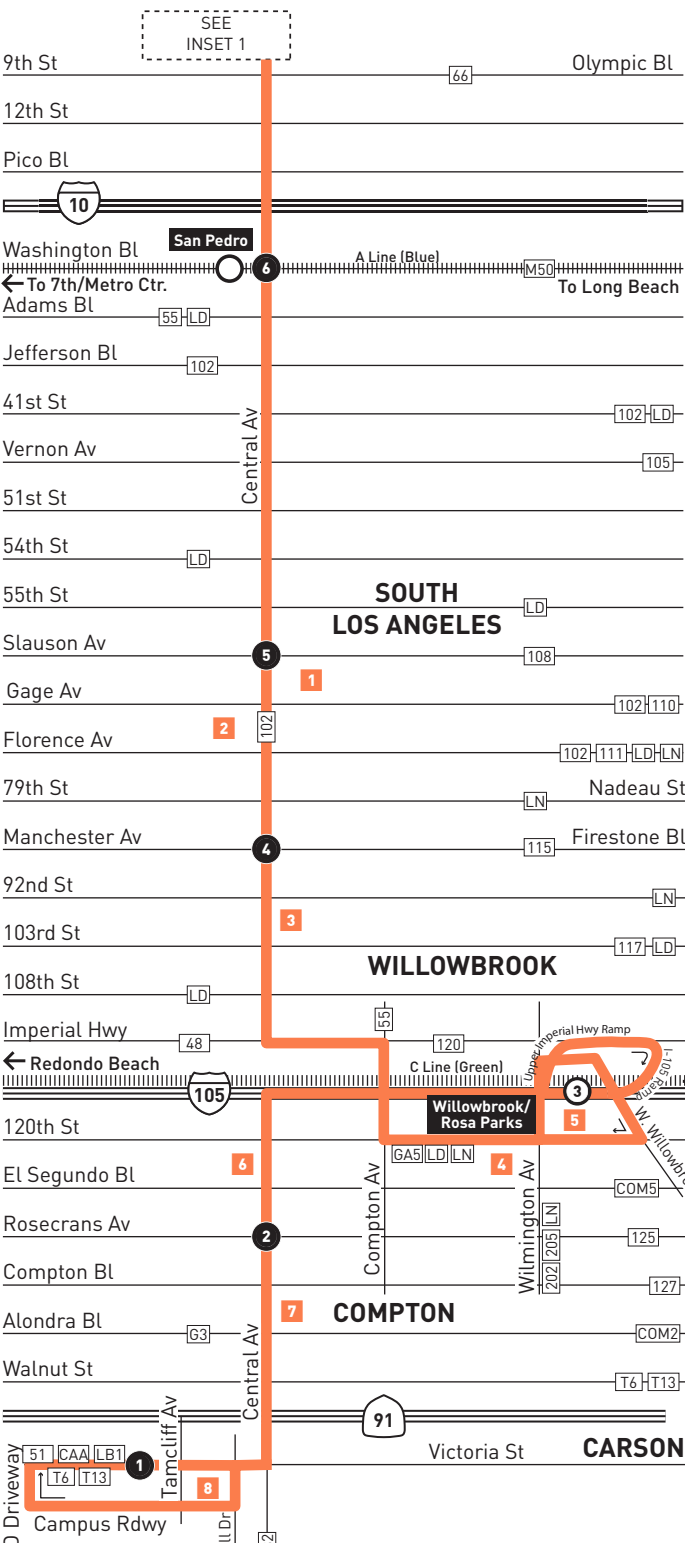 SEE
INSET 1
9th St
Olympic Bl
66
12th St
Pico Bl
10
Washington Bl
San Pedro
6
A Line (Blue)
M50
To 7th/Metro Ctr.
To Long Beach
Adams Bl
55 LD
Jefferson Bl
102
41st St
102 LD
Central Av
Vernon Av
105
51st St
54th St
LD
55th St
SOUTH
LOS ANGELES
LD
Slauson Av
5
108
1
Gage Av
102 110
2
102
Florence Av
102 111 LD LN
79th St
Nadeau St
LN
Manchester Av
4
115
Firestone Bl
92nd St
LN
3
103rd St
117 LD
WILLOWBROOK
108th St
LD
Imperial Hwy
48
55
120
Upper Imperial Hwy Ramp
Redondo Beach
C Line (Green)
I-105 Ramp
105
3
Willowbrook/
Rosa Parks
5
120th St
GA5 LD LN
4
6
El Segundo Bl
COM5
Compton Av
Wilmington Av
202 205 LN
Rosecrans Av
2
125
Compton Bl
127
7
COMPTON
Alondra Bl
G3
COM2
Central Av
Walnut St
T6 T13
91
Tamcliff Av
Victoria St
CARSON
51 CAA LB1
1
T6 T13
8
Driveway
Campus Rdwy